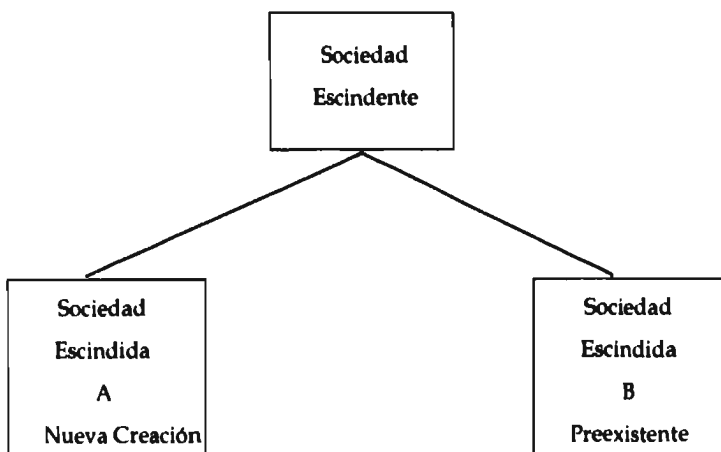 Sociedad
Escindente
Sociedad
Escindida
A
Nueva Creación
Sociedad
Escindida
B
Preexistente